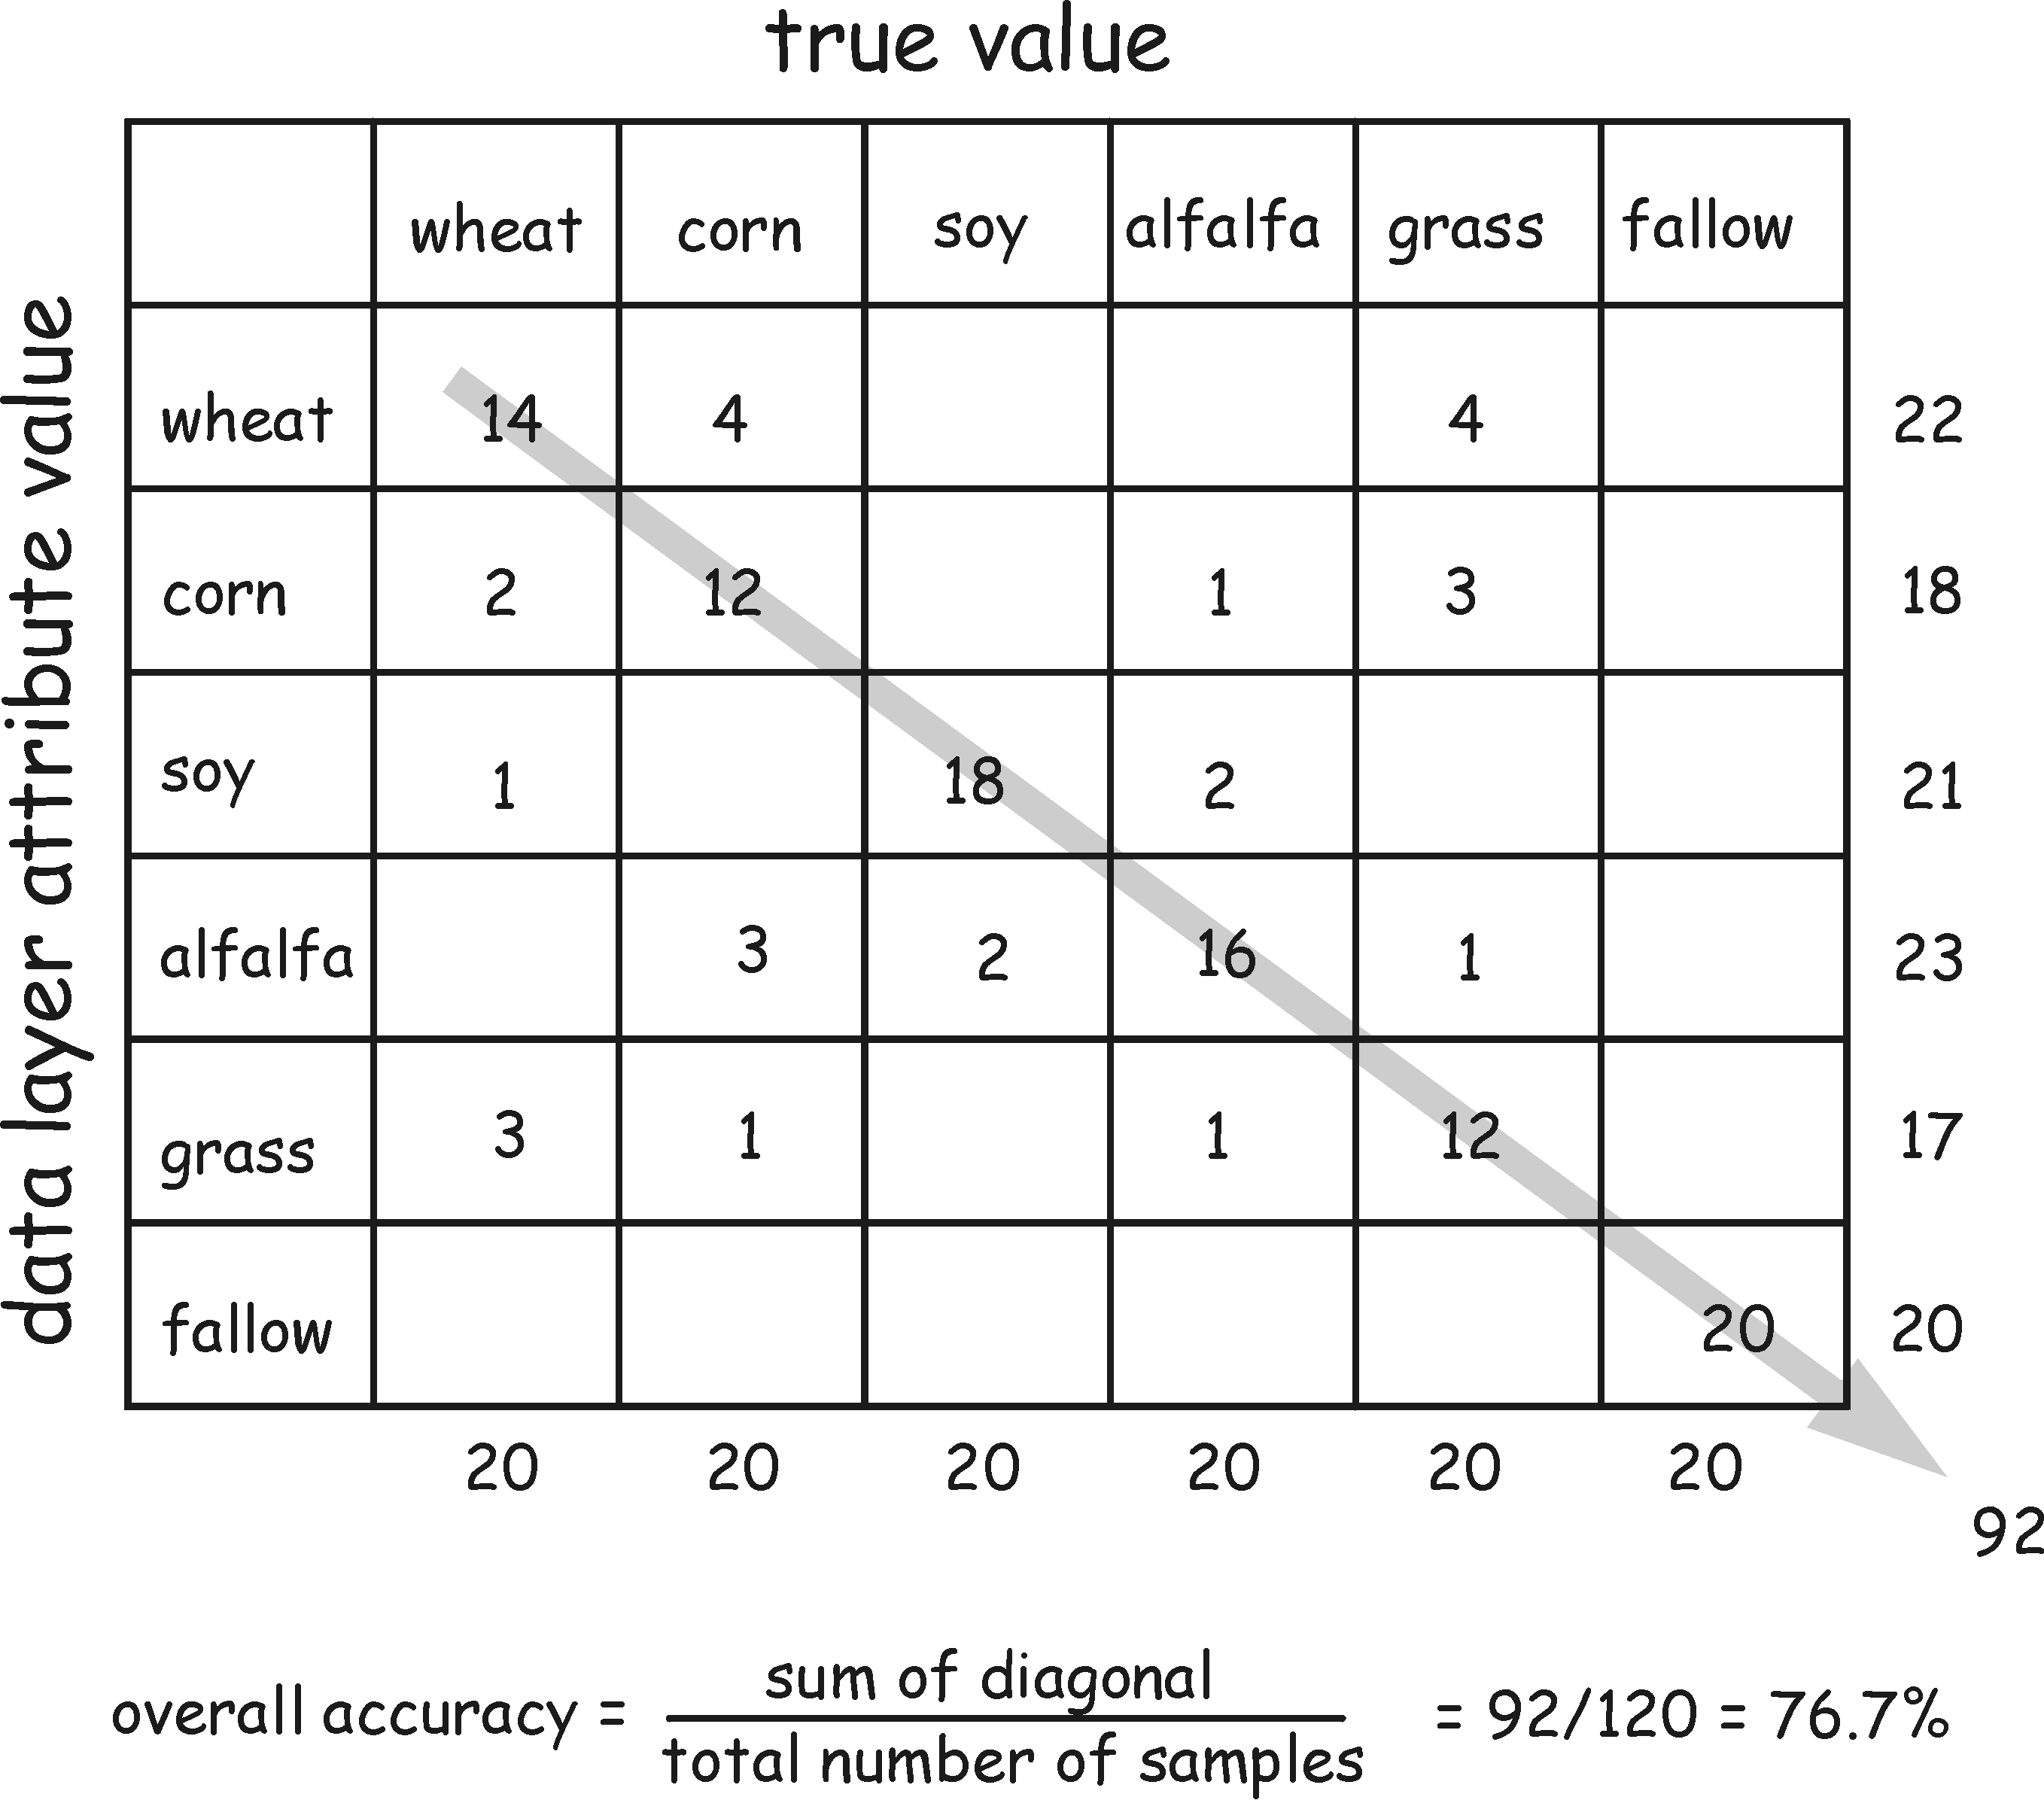 true value
data layer attribute value
wheat corn soy alfalfa grass fallow
wheat 14 4 4 22
corn 2 12 1 3 18
soy 1 18 2 21
alfalfa 3 2 16 1 23
grass 3 1 1 12 17
fallow 20 20
20 20 20 20 20 20
92
overall accuracy = sum of diagonal / total number of samples = 92/120 = 76.7%